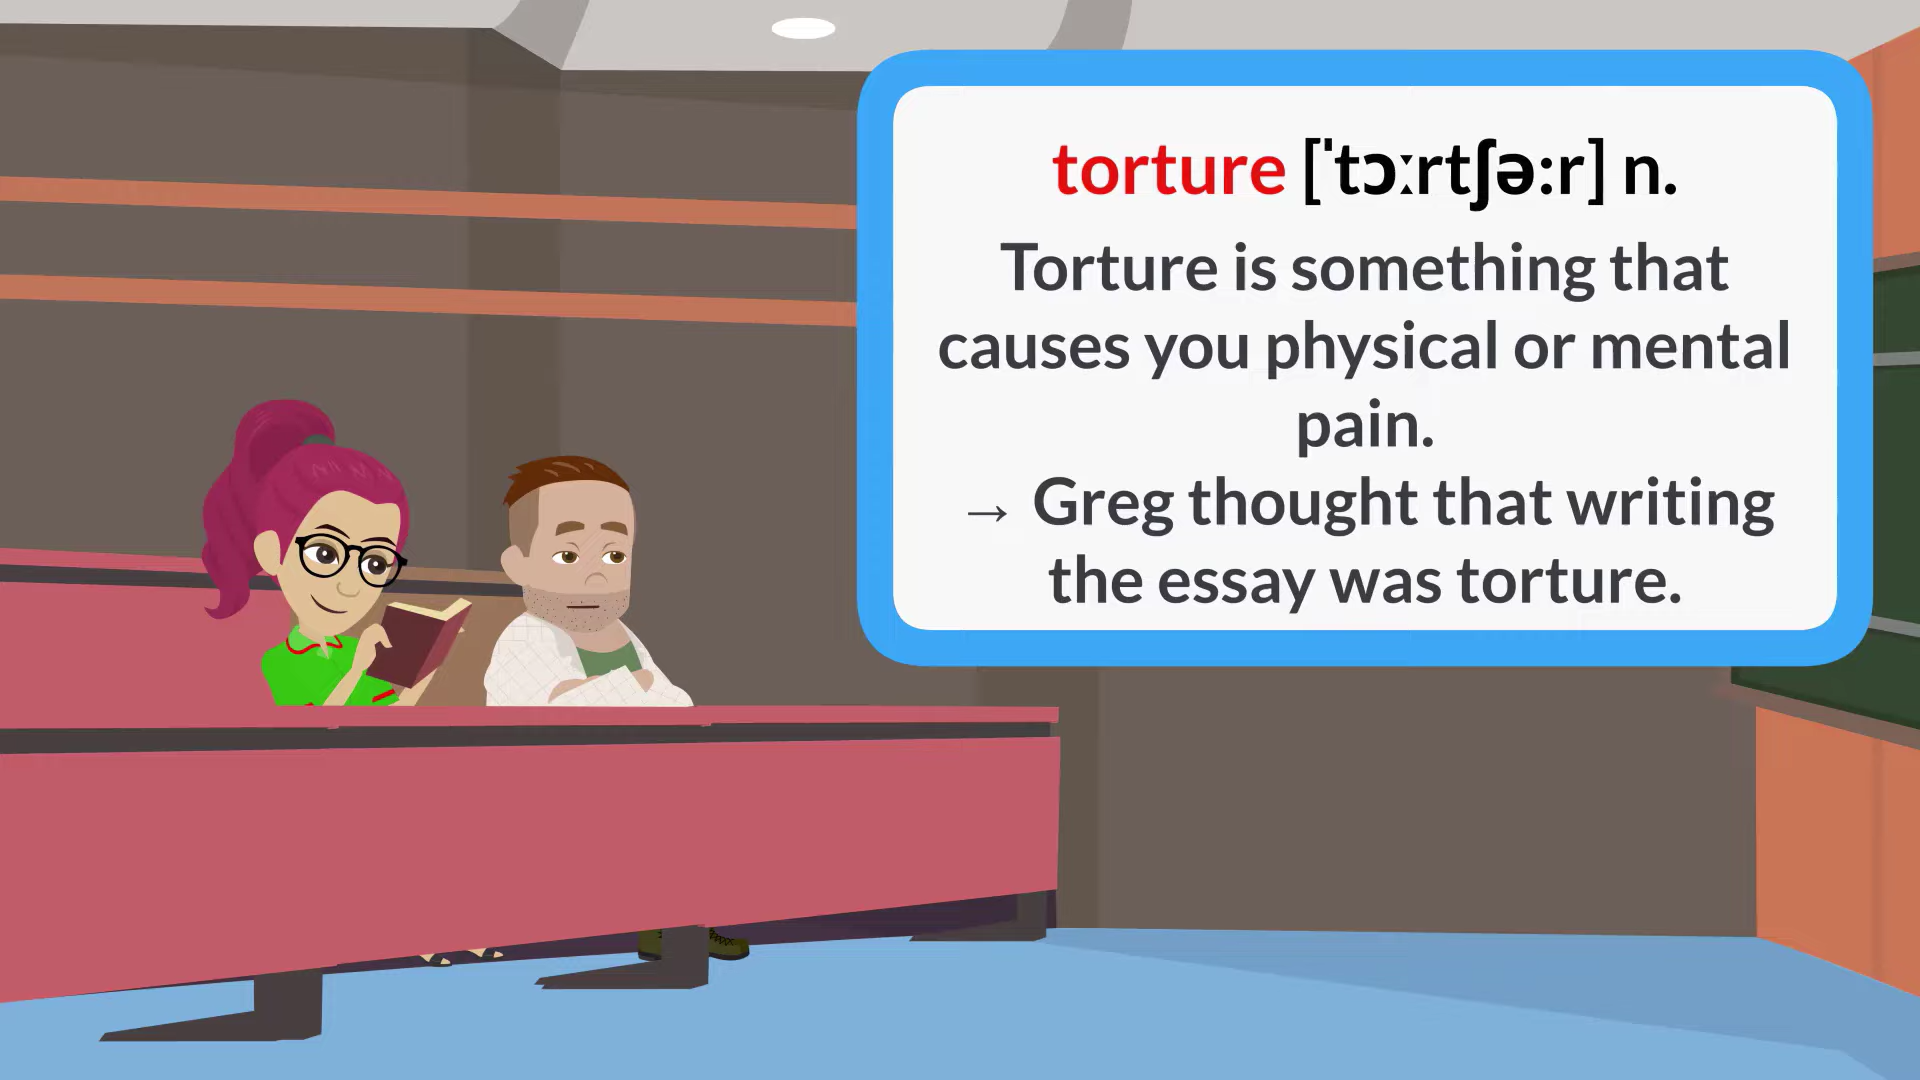 torture [ˈtɔːrtʃə:r] n.
Torture is something that
causes you physical or mental
pain.
→ Greg thought that writing
the essay was torture.